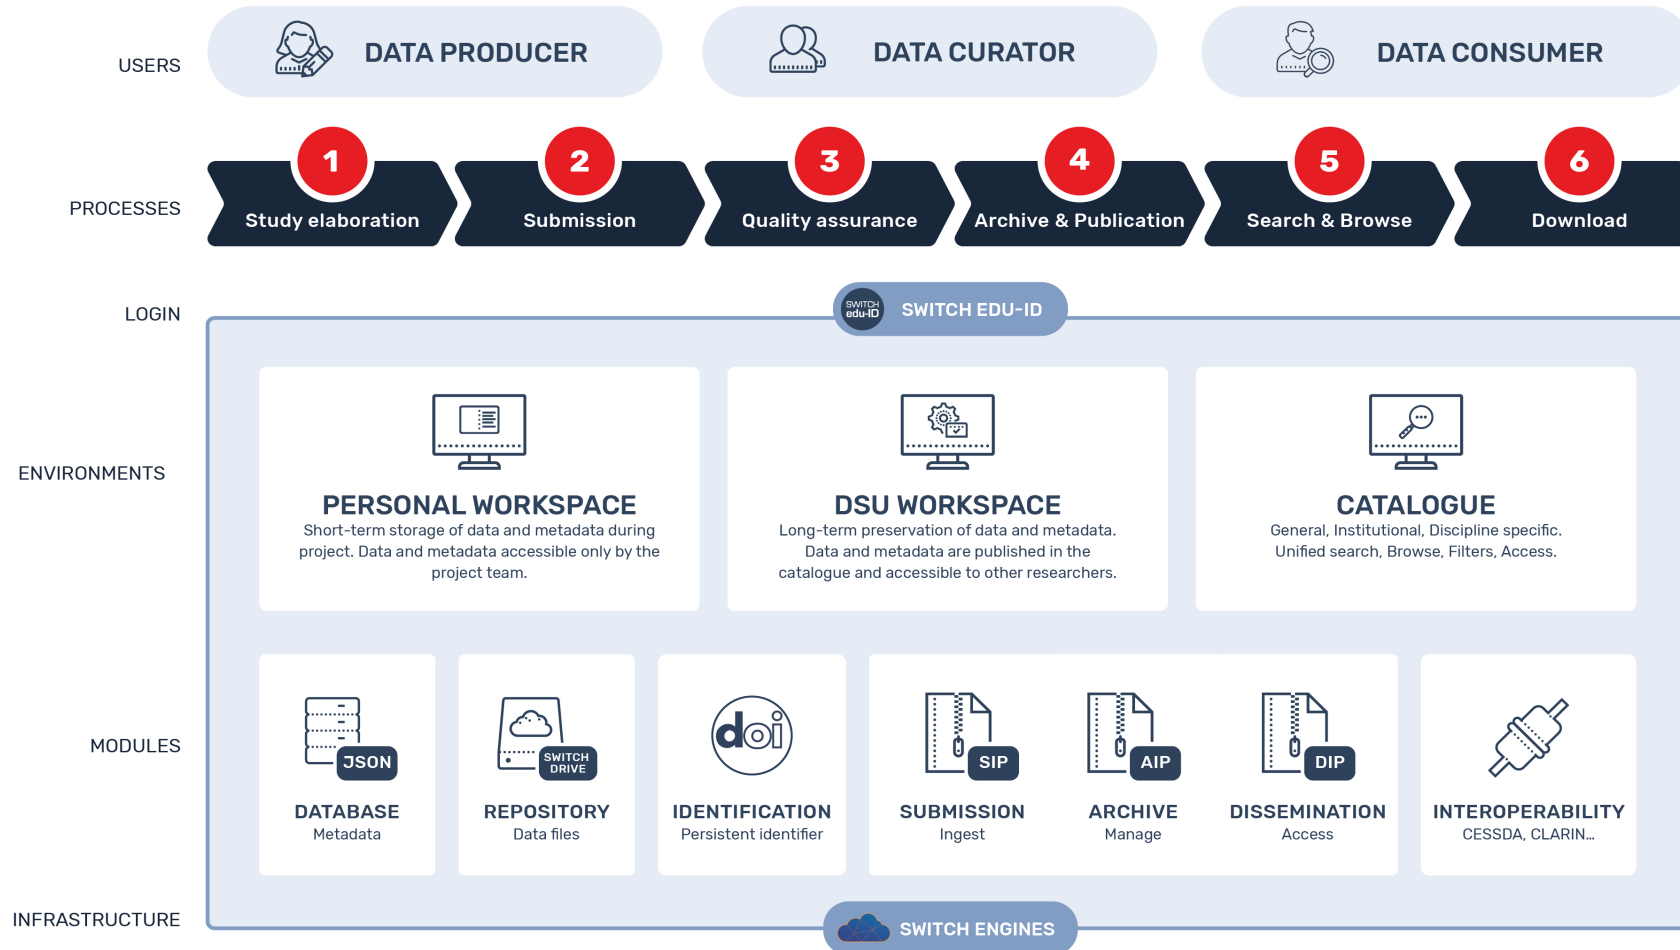 USERS
DATA PRODUCER
DATA CURATOR
DATA CONSUMER
PROCESSES
1
Study elaboration
2
Submission
3
Quality assurance
4
Archive & Publication
5
Search & Browse
6
Download
LOGIN
SWITCH
edu-ID
SWITCH EDU-ID
ENVIRONMENTS
PERSONAL WORKSPACE
Short-term storage of data and metadata during
project. Data and metadata accessible only by the
project team.
DSU WORKSPACE
Long-term preservation of data and metadata.
Data and metadata are published in the
catalogue and accessible to other researchers.
CATALOGUE
General, Institutional, Discipline specific.
Unified search, Browse, Filters, Access.
MODULES
JSON
DATABASE
Metadata
SWITCH
DRIVE
REPOSITORY
Data files
doi
IDENTIFICATION
Persistent identifier
SIP
SUBMISSION
Ingest
AIP
ARCHIVE
Manage
DIP
DISSEMINATION
Access
INTEROPERABILITY
CESSDA, CLARIN...
INFRASTRUCTURE
SWITCH ENGINES